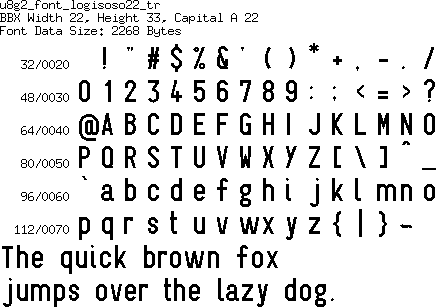 u8g2_font_logisoso22_tr
BBX Width 22, Height 33, Capital A 22
Font Data Size: 2268 Bytes
32/0020 ! " # $ % & ' ( ) * + , - . /
48/0030 0 1 2 3 4 5 6 7 8 9 : ; < = > ?
64/0040 @ A B C D E F G H I J K L M N O
80/0050 P Q R S T U V W X Y Z [ \ ] ^ _
96/0060 ` a b c d e f g h i j k l m n o
112/0070 p q r s t u v w x y z { | } ~
The quick brown fox
jumps over the lazy dog.